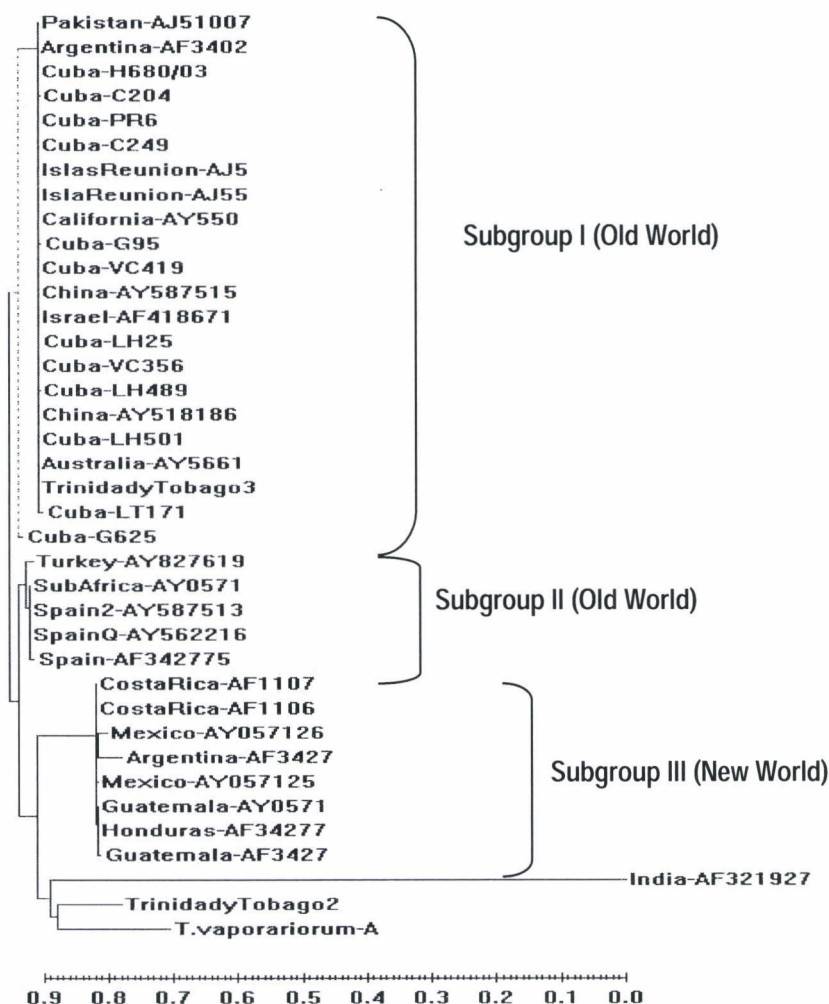 Pakistan-AJ51007
Argentina-AF3402
Cuba-H680/03
Cuba-C204
Cuba-PR6
Cuba-C249
IslasReunion-AJ5
IslaReunion-AJ55
California-AY550
Cuba-G95
Cuba-VC419
China-AY587515
Israel-AF418671
Cuba-LH25
Cuba-VC356
Cuba-LH489
China-AY518186
Cuba-LH501
Australia-AY5661
TrinidadyTobago3
Cuba-LT171
Cuba-G625
Subgroup I (Old World)
Turkey-AY827619
SubAfrica-AY0571
Spain2-AY587513
SpainQ-AY562216
Spain-AF342775
Subgroup II (Old World)
CostaRica-AF1107
CostaRica-AF1106
Mexico-AY057126
Argentina-AF3427
Mexico-AY057125
Guatemala-AY0571
Honduras-AF34277
Guatemala-AF3427
Subgroup III (New World)
India-AF321927
TrinidadyTobago2
T.vaporariorum-A
0.9 0.8 0.7 0.6 0.5 0.4 0.3 0.2 0.1 0.0